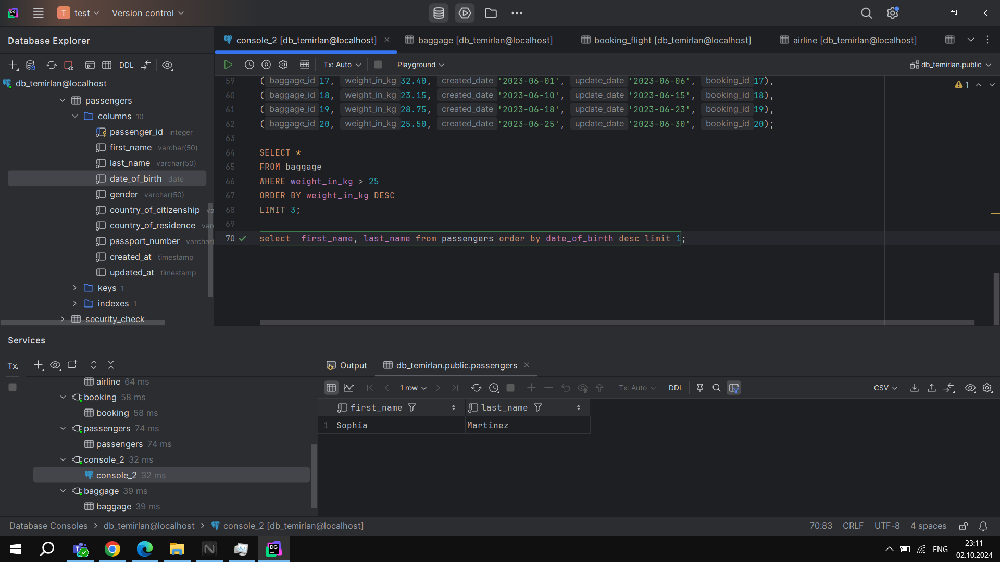 T test Version control
Database Explorer
console_2 [db_temirlan@localhost] baggage [db_temirlan@localhost] booking_flight [db_temirlan@localhost] airline [db_temirlan@localhost]
DDL
Tx: Auto Playground db_temirlan.public
db_temirlan@localhost
passengers
columns 10
passenger_id integer
first_name varchar(50)
last_name varchar(50)
date_of_birth date
gender varchar(50)
country_of_citizenship va
country_of_residence varc
passport_number varchar(
created_at timestamp
updated_at timestamp
keys 1
indexes 1
security_check
59 ( baggage_id 17, weight_in_kg 32.40, created_date '2023-06-01', update_date '2023-06-06', booking_id 17),
60 ( baggage_id 18, weight_in_kg 23.15, created_date '2023-06-10', update_date '2023-06-15', booking_id 18),
61 ( baggage_id 19, weight_in_kg 28.75, created_date '2023-06-18', update_date '2023-06-23', booking_id 19),
62 ( baggage_id 20, weight_in_kg 25.50, created_date '2023-06-25', update_date '2023-06-30', booking_id 20);
63
64 SELECT *
65 FROM baggage
66 WHERE weight_in_kg > 25
67 ORDER BY weight_in_kg DESC
68 LIMIT 3;
69
70 select  first_name, last_name from passengers order by date_of_birth desc limit 1;
1
Services
Tx
airline 64 ms
booking 58 ms
booking 58 ms
passengers 74 ms
passengers 74 ms
console_2 32 ms
console_2 32 ms
baggage 39 ms
baggage 39 ms
Output db_temirlan.public.passengers
1 row Tx: Auto DDL CSV
first_name last_name
1 Sophia Martinez
Database Consoles > db_temirlan@localhost > console_2 [db_temirlan@localhost] 70:83 CRLF UTF-8 4 spaces
ENG
23:11
02.10.2024